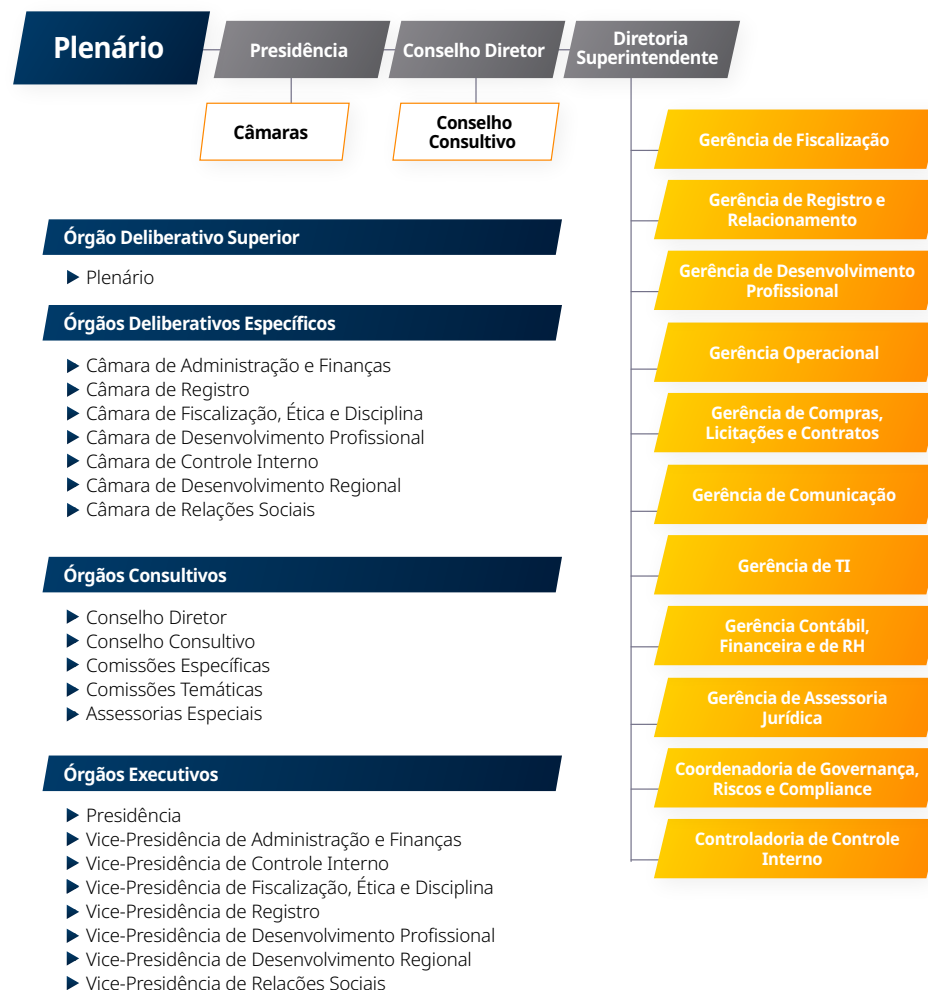 Plenário
Presidência
Conselho Diretor
Diretoria
Superintendente
Câmaras
Conselho
Consultivo
Gerência de Fiscalização
Gerência de Registro e
Relacionamento
Gerência de Desenvolvimento
Profissional
Gerência Operacional
Gerência de Compras,
Licitações e Contratos
Gerência de Comunicação
Gerência de TI
Gerência Contábil,
Financeira e de RH
Gerência de Assessoria
Jurídica
Coordenadoria de Governança,
Riscos e Compliance
Controladoria de Controle
Interno
Órgão Deliberativo Superior
Plenário
Órgãos Deliberativos Específicos
Câmara de Administração e Finanças
Câmara de Registro
Câmara de Fiscalização, Ética e Disciplina
Câmara de Desenvolvimento Profissional
Câmara de Controle Interno
Câmara de Desenvolvimento Regional
Câmara de Relações Sociais
Órgãos Consultivos
Conselho Diretor
Conselho Consultivo
Comissões Específicas
Comissões Temáticas
Assessorias Especiais
Órgãos Executivos
Presidência
Vice-Presidência de Administração e Finanças
Vice-Presidência de Controle Interno
Vice-Presidência de Fiscalização, Ética e Disciplina
Vice-Presidência de Registro
Vice-Presidência de Desenvolvimento Profissional
Vice-Presidência de Desenvolvimento Regional
Vice-Presidência de Relações Sociais